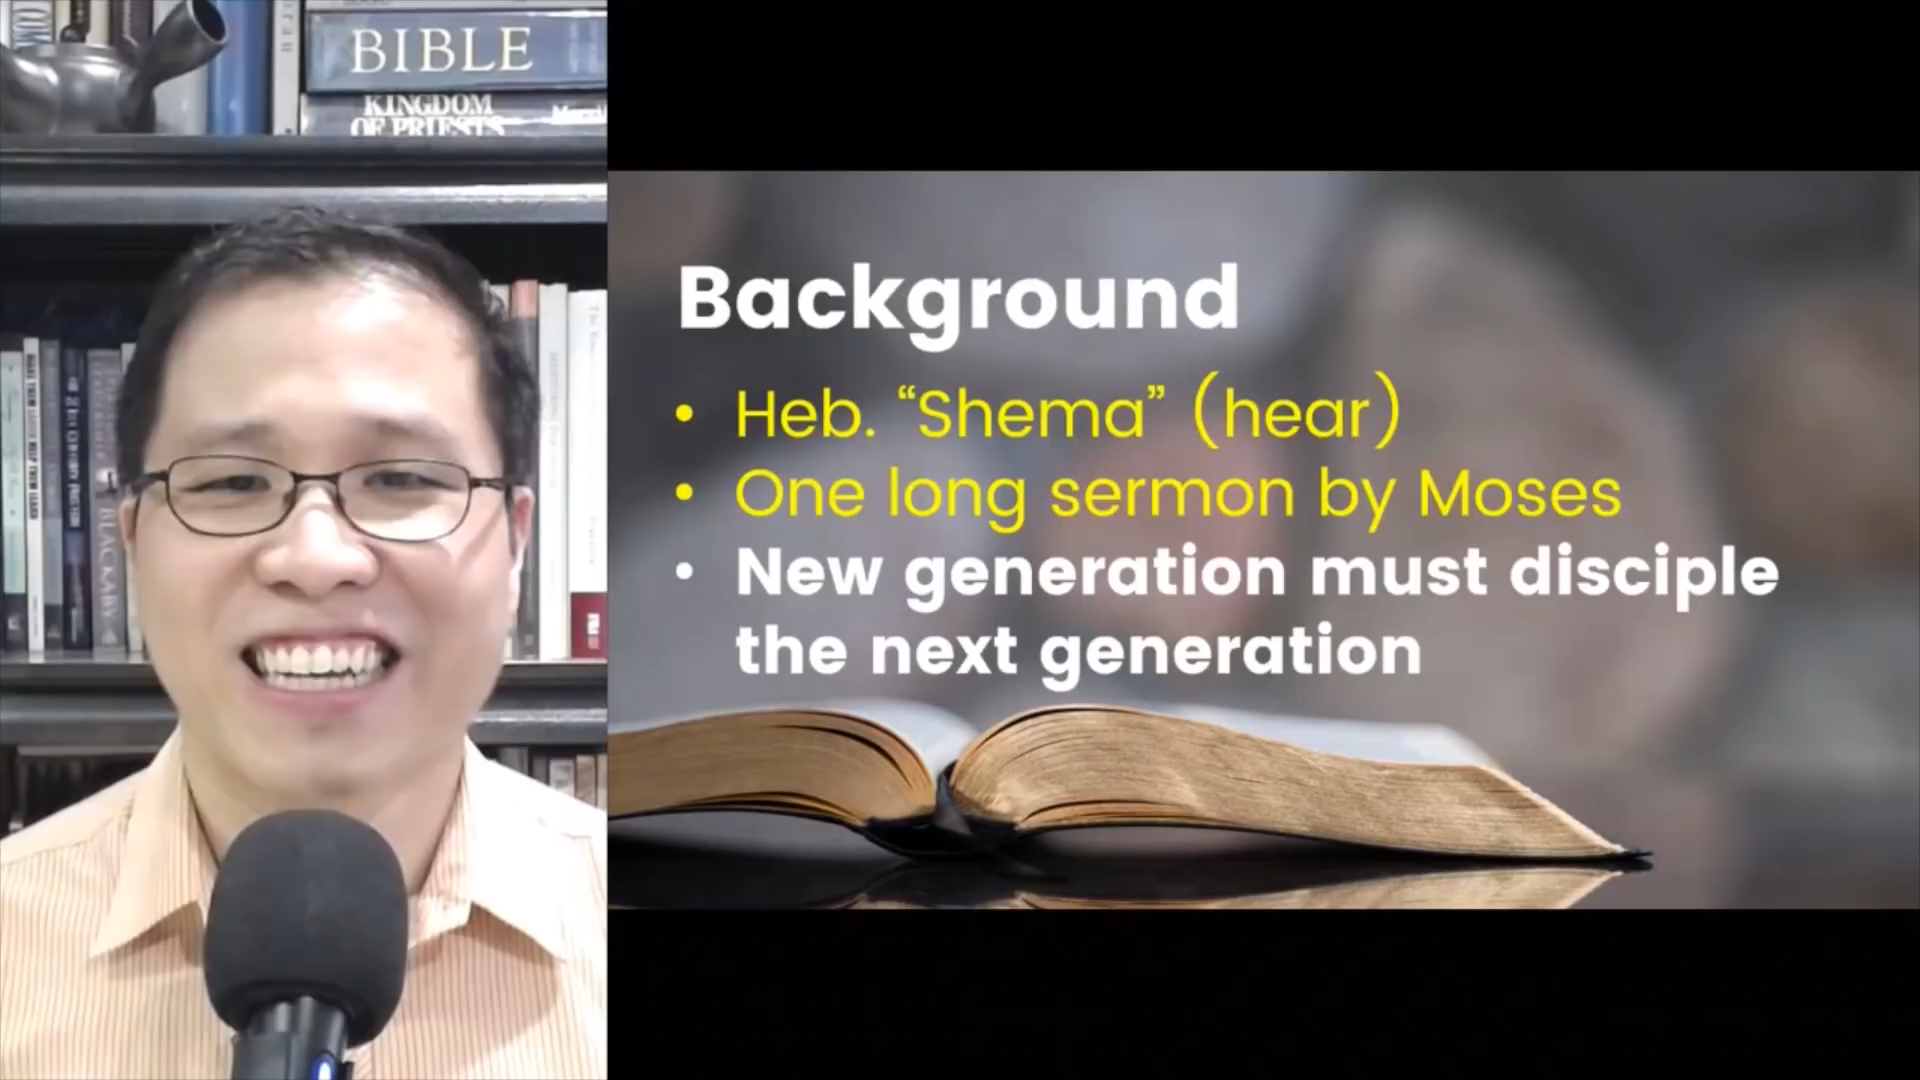 BIBLE
KINGDOM
OF PRIESTS
BLACKABY
Background
• Heb. “Shema” (hear)
• One long sermon by Moses
• New generation must disciple
the next generation